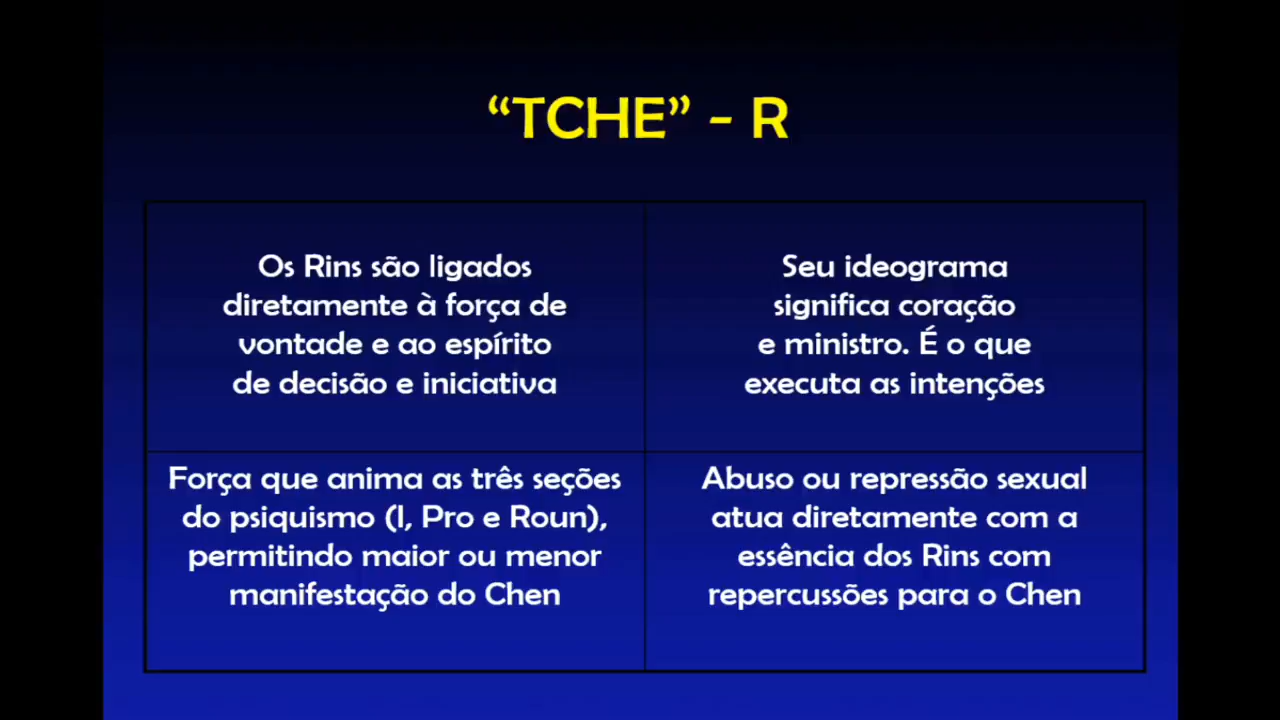 “TCHE” - R
Os Rins são ligados
diretamente à força de
vontade e ao espírito
de decisão e iniciativa
Seu ideograma
significa coração
e ministro. É o que
executa as intenções
Força que anima as três seções
do psiquismo (I, Pro e Roun),
permitindo maior ou menor
manifestação do Chen
Abuso ou repressão sexual
atua diretamente com a
essência dos Rins com
repercussões para o Chen